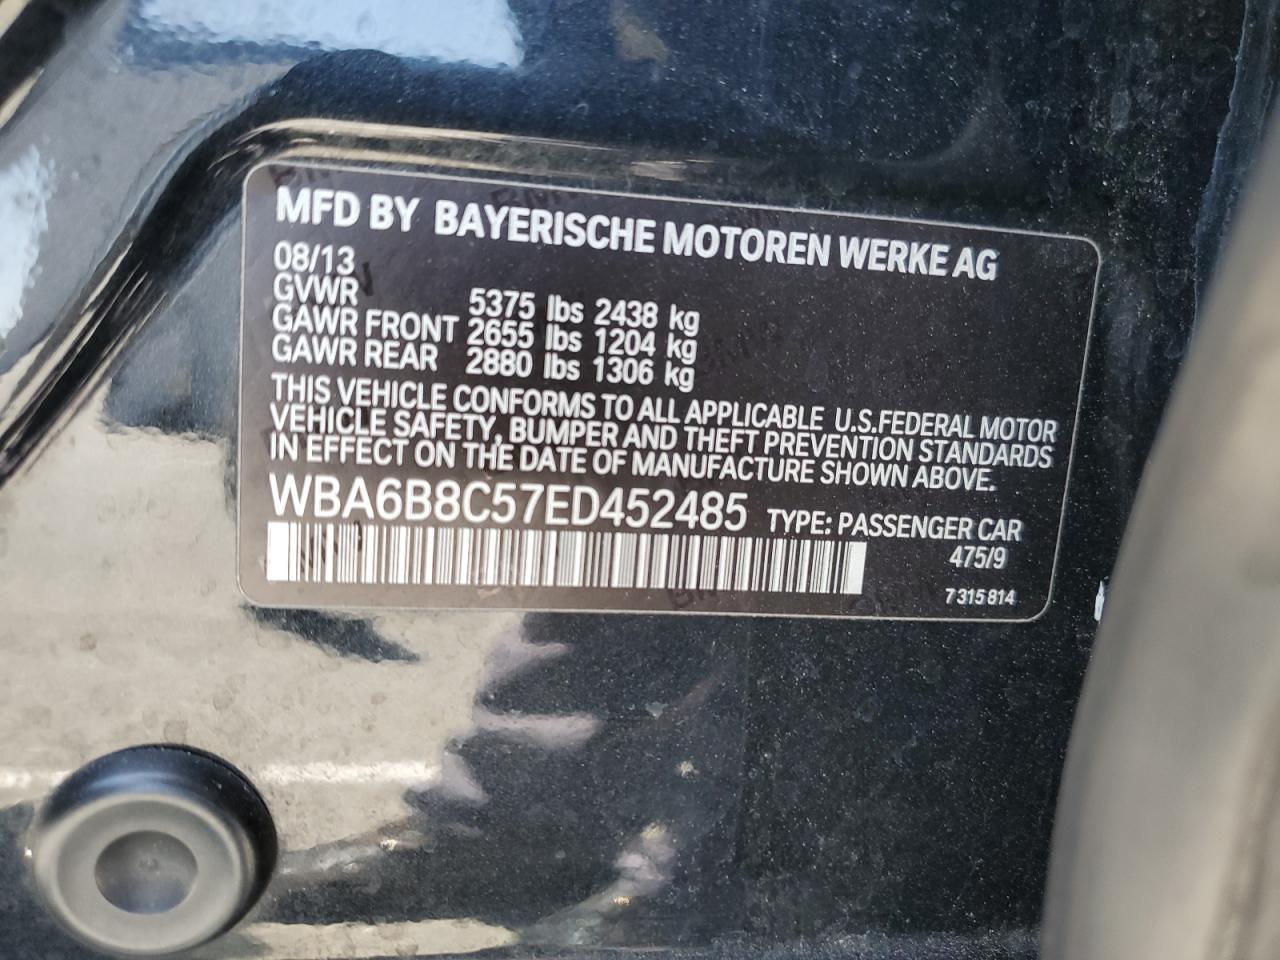 MFD BY BAYERISCHE MOTOREN WERKE AG
08/13
GVWR 5375 lbs 2438 kg
GAWR FRONT 2655 lbs 1204 kg
GAWR REAR 2880 lbs 1306 kg
THIS VEHICLE CONFORMS TO ALL APPLICABLE U.S.FEDERAL MOTOR
VEHICLE SAFETY, BUMPER AND THEFT PREVENTION STANDARDS
IN EFFECT ON THE DATE OF MANUFACTURE SHOWN ABOVE.
WBA6B8C57ED452485 TYPE: PASSENGER CAR
475/9
7 315 814